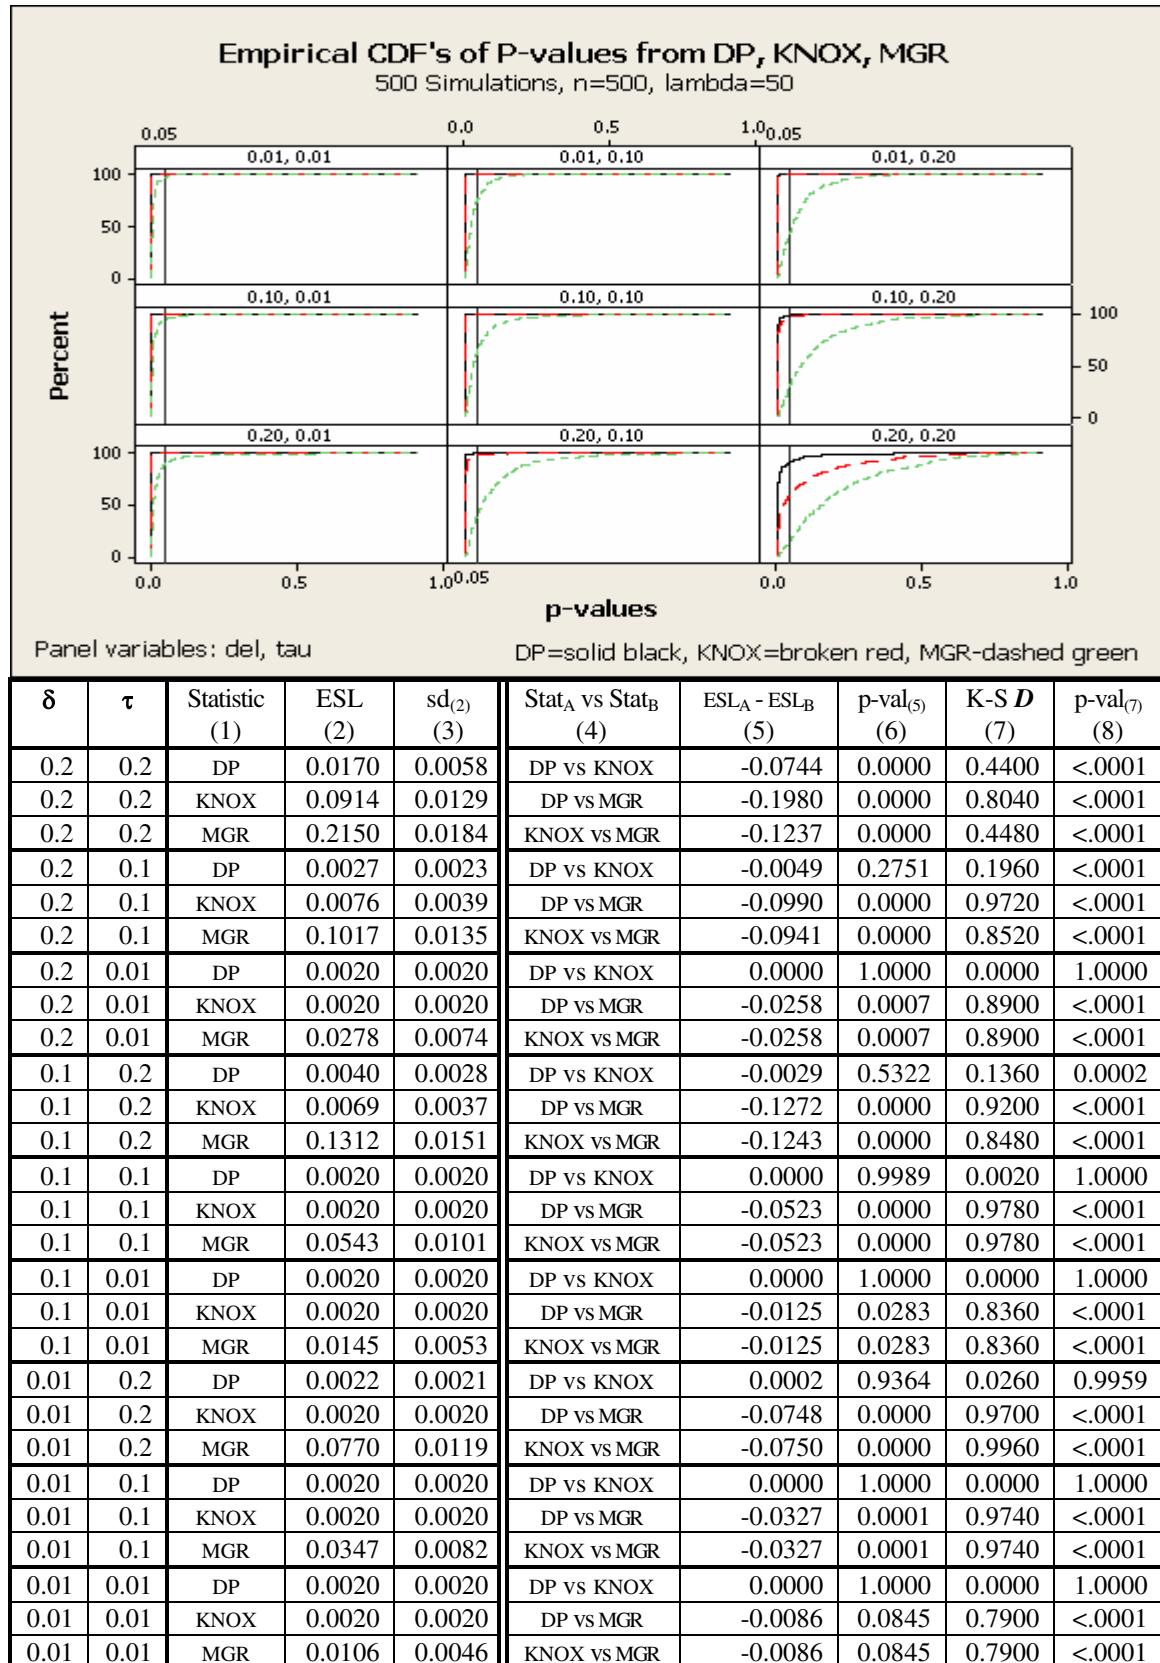 Empirical CDF's of P-values from DP, KNOX, MGR
500 Simulations, n=500, lambda=50
0.05 0.0 0.5 1.0 0.05
0.01, 0.01 0.01, 0.10 0.01, 0.20
100
50
0
0.10, 0.01 0.10, 0.10 0.10, 0.20
100
50
0
Percent
0.20, 0.01 0.20, 0.10 0.20, 0.20
100
50
0
0.0 0.5 1.0 0.05 0.0 0.5 1.0
p-values
Panel variables: del, tau DP=solid black, KNOX=broken red, MGR-dashed green
δ τ Statistic ESL sd(2) StatA vs StatB ESLA - ESLB p-val(5) K-S D p-val(7)
(1) (2) (3) (4) (5) (6) (7) (8)
0.2 0.2 DP 0.0170 0.0058 DP VS KNOX -0.0744 0.0000 0.4400 <.0001
0.2 0.2 KNOX 0.0914 0.0129 DP VS MGR -0.1980 0.0000 0.8040 <.0001
0.2 0.2 MGR 0.2150 0.0184 KNOX VS MGR -0.1237 0.0000 0.4480 <.0001
0.2 0.1 DP 0.0027 0.0023 DP VS KNOX -0.0049 0.2751 0.1960 <.0001
0.2 0.1 KNOX 0.0076 0.0039 DP VS MGR -0.0990 0.0000 0.9720 <.0001
0.2 0.1 MGR 0.1017 0.0135 KNOX VS MGR -0.0941 0.0000 0.8520 <.0001
0.2 0.01 DP 0.0020 0.0020 DP VS KNOX 0.0000 1.0000 0.0000 1.0000
0.2 0.01 KNOX 0.0020 0.0020 DP VS MGR -0.0258 0.0007 0.8900 <.0001
0.2 0.01 MGR 0.0278 0.0074 KNOX VS MGR -0.0258 0.0007 0.8900 <.0001
0.1 0.2 DP 0.0040 0.0028 DP VS KNOX -0.0029 0.5322 0.1360 0.0002
0.1 0.2 KNOX 0.0069 0.0037 DP VS MGR -0.1272 0.0000 0.9200 <.0001
0.1 0.2 MGR 0.1312 0.0151 KNOX VS MGR -0.1243 0.0000 0.8480 <.0001
0.1 0.1 DP 0.0020 0.0020 DP VS KNOX 0.0000 0.9989 0.0020 1.0000
0.1 0.1 KNOX 0.0020 0.0020 DP VS MGR -0.0523 0.0000 0.9780 <.0001
0.1 0.1 MGR 0.0543 0.0101 KNOX VS MGR -0.0523 0.0000 0.9780 <.0001
0.1 0.01 DP 0.0020 0.0020 DP VS KNOX 0.0000 1.0000 0.0000 1.0000
0.1 0.01 KNOX 0.0020 0.0020 DP VS MGR -0.0125 0.0283 0.8360 <.0001
0.1 0.01 MGR 0.0145 0.0053 KNOX VS MGR -0.0125 0.0283 0.8360 <.0001
0.01 0.2 DP 0.0022 0.0021 DP VS KNOX 0.0002 0.9364 0.0260 0.9959
0.01 0.2 KNOX 0.0020 0.0020 DP VS MGR -0.0748 0.0000 0.9700 <.0001
0.01 0.2 MGR 0.0770 0.0119 KNOX VS MGR -0.0750 0.0000 0.9960 <.0001
0.01 0.1 DP 0.0020 0.0020 DP VS KNOX 0.0000 1.0000 0.0000 1.0000
0.01 0.1 KNOX 0.0020 0.0020 DP VS MGR -0.0327 0.0001 0.9740 <.0001
0.01 0.1 MGR 0.0347 0.0082 KNOX VS MGR -0.0327 0.0001 0.9740 <.0001
0.01 0.01 DP 0.0020 0.0020 DP VS KNOX 0.0000 1.0000 0.0000 1.0000
0.01 0.01 KNOX 0.0020 0.0020 DP VS MGR -0.0086 0.0845 0.7900 <.0001
0.01 0.01 MGR 0.0106 0.0046 KNOX VS MGR -0.0086 0.0845 0.7900 <.0001